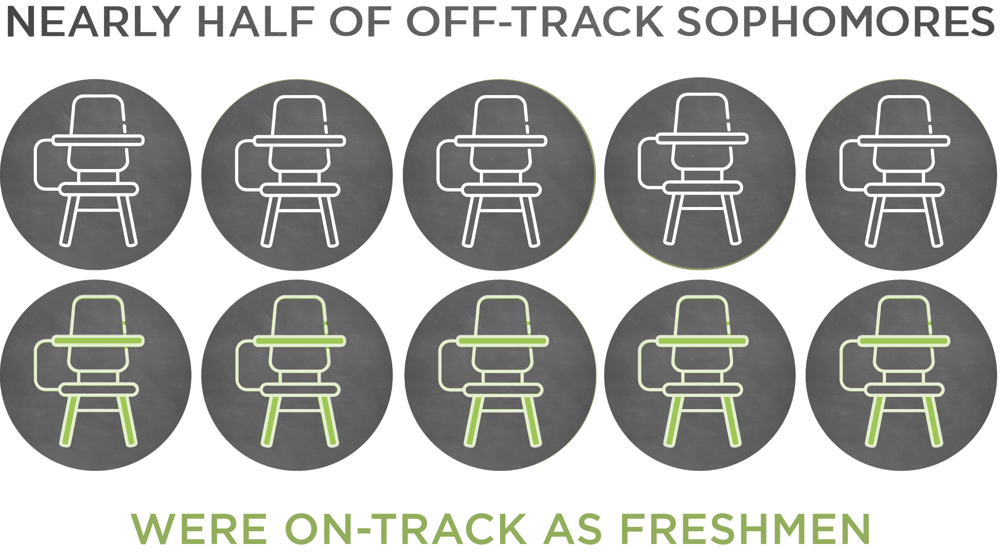 NEARLY HALF OF OFF-TRACK SOPHOMORES
WERE ON-TRACK AS FRESHMEN